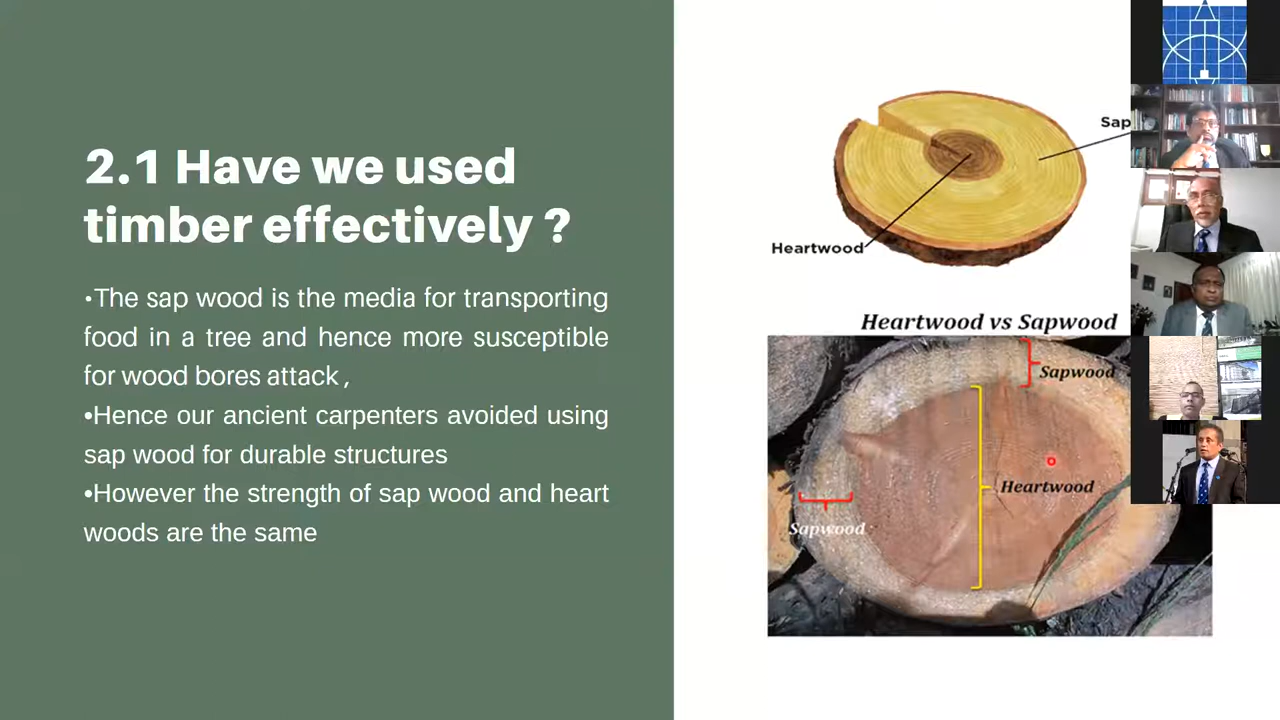 2.1 Have we used
timber effectively ?
•The sap wood is the media for transporting
food in a tree and hence more susceptible
for wood bores attack ,
•Hence our ancient carpenters avoided using
sap wood for durable structures
•However the strength of sap wood and heart
woods are the same
Sap
Heartwood
Heartwood vs Sapwood
Sapwood
Heartwood
Sapwood